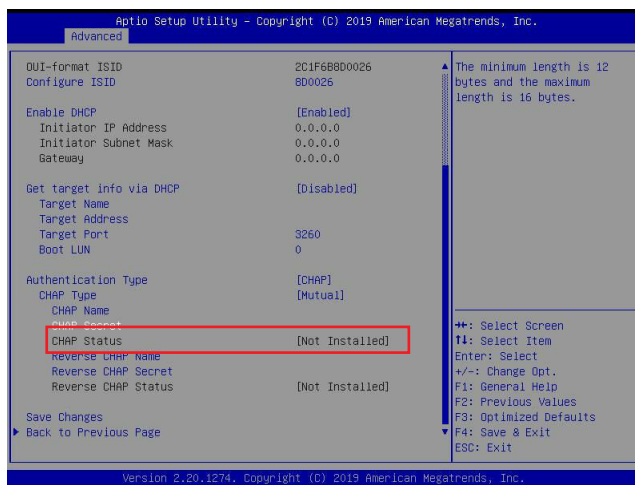 Aptio Setup Utility – Copyright (C) 2019 American Megatrends, Inc.
Advanced
OUI-format ISID 2C1F6B8D0026
Configure ISID 8D0026
Enable DHCP [Enabled]
Initiator IP Address 0.0.0.0
Initiator Subnet Mask 0.0.0.0
Gateway 0.0.0.0
Get target info via DHCP [Disabled]
Target Name
Target Address
Target Port 3260
Boot LUN 0
Authentication Type [CHAP]
CHAP Type [Mutual]
CHAP Name
CHAP Secret
CHAP Status [Not Installed]
Reverse CHAP Name
Reverse CHAP Secret
Reverse CHAP Status [Not Installed]
Save Changes
Back to Previous Page
The minimum length is 12
bytes and the maximum
length is 16 bytes.
→←: Select Screen
↑↓: Select Item
Enter: Select
+/-: Change Opt.
F1: General Help
F2: Previous Values
F3: Optimized Defaults
F4: Save & Exit
ESC: Exit
Version 2.20.1274. Copyright (C) 2019 American Megatrends, Inc.